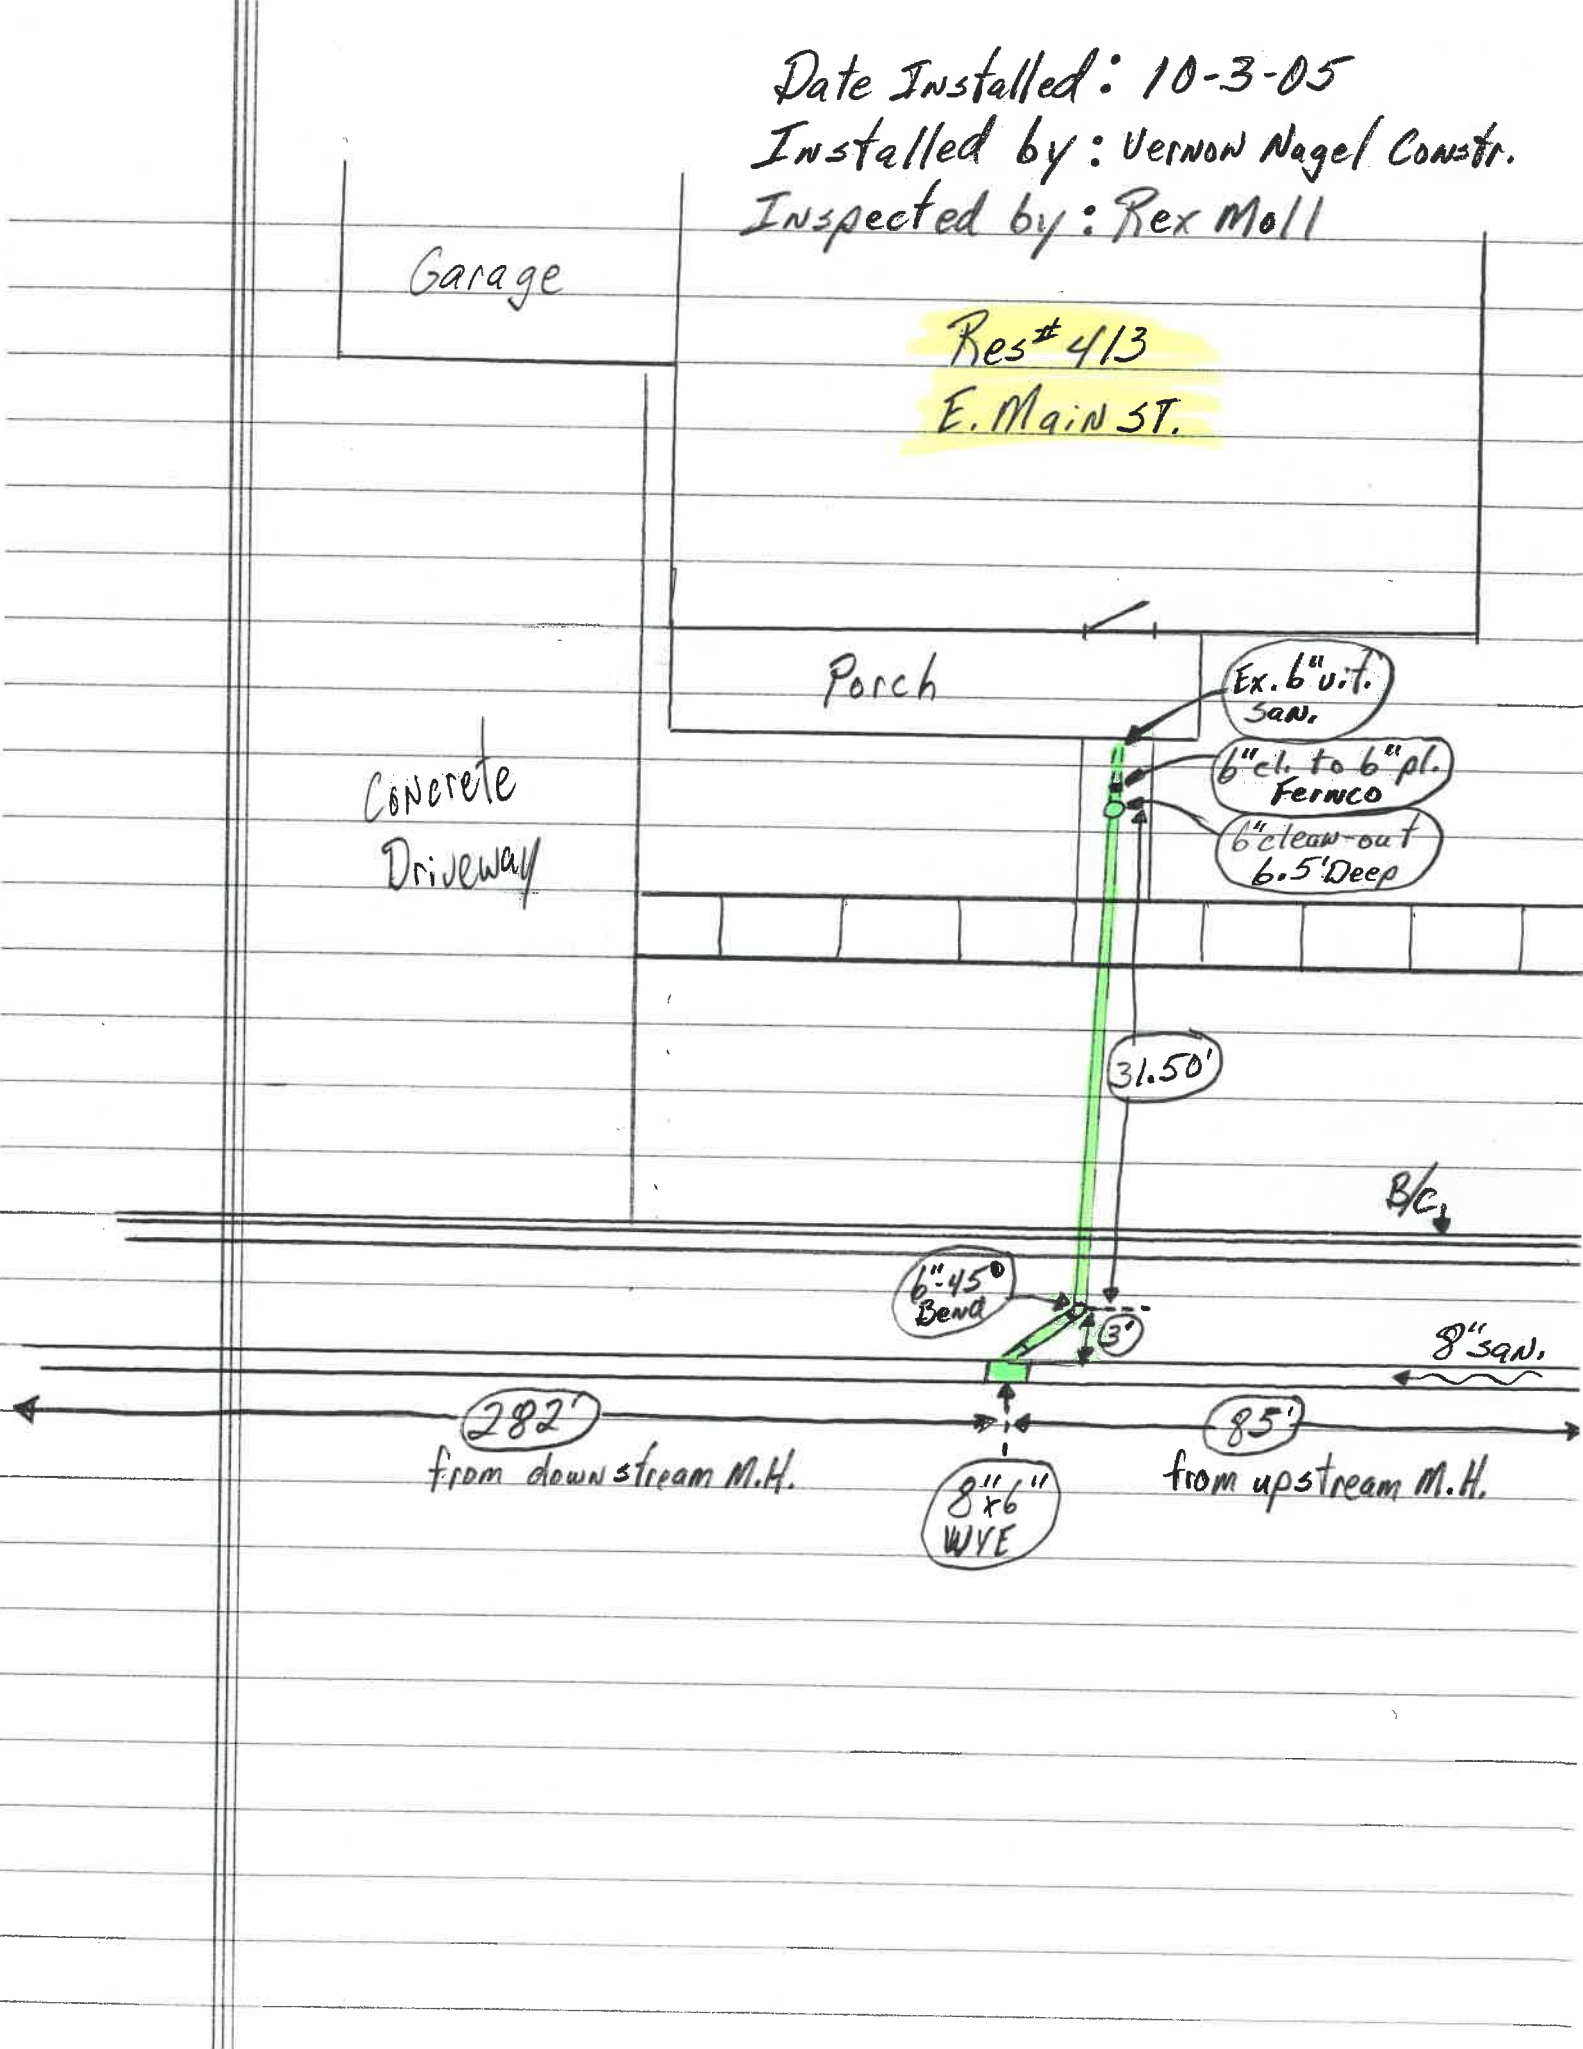 Date Installed: 10-3-05
Installed by: Vernon Nagel Constr.
Inspected by: Rex Moll
Garage
Res# 413
E. Main ST.
Porch
Ex. 6" vit.
San.
6" cl. to 6" pl.
Fernco
6" clean-out
6.5' Deep
Concrete
Driveway
31.50'
B/C
6"-45°
Bend
3'
8" San.
282'
from downstream M.H.
85'
from upstream M.H.
8"x6"
WYE